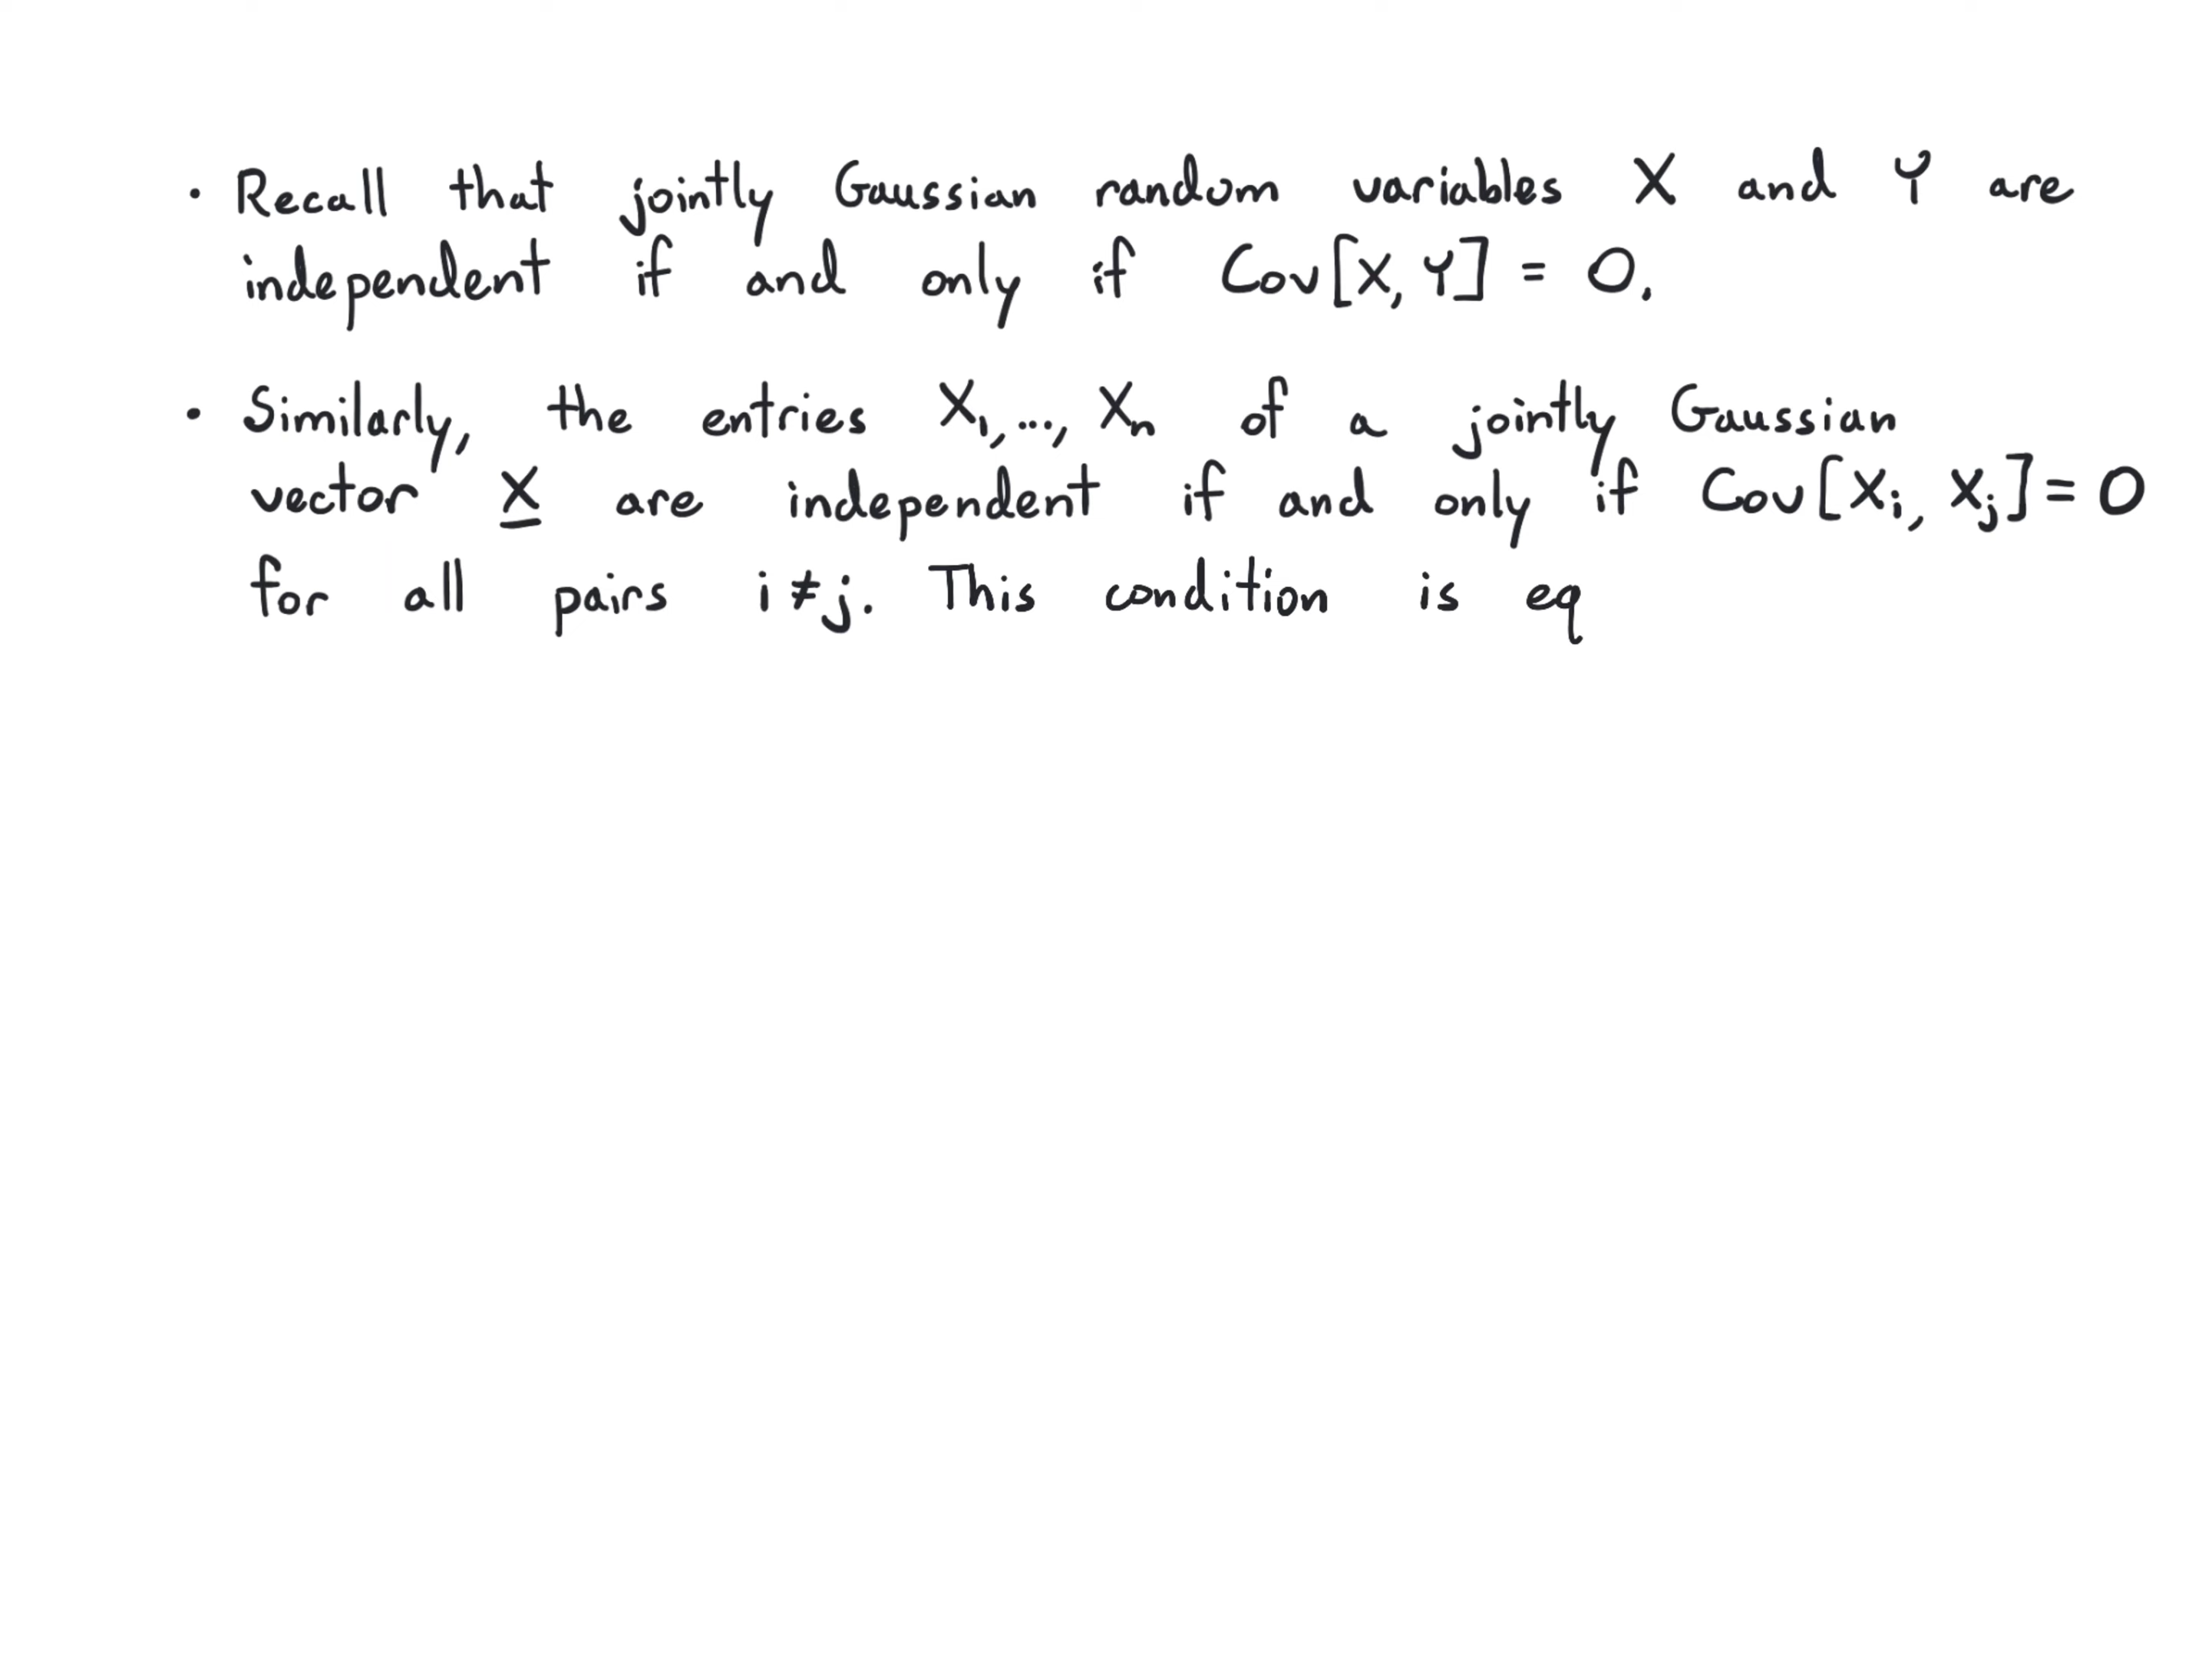 • Recall that jointly Gaussian random variables X and Y are
independent if and only if Cov[X, Y] = 0.
• Similarly, the entries X₁, ..., Xₙ of a jointly Gaussian
vector X̲ are independent if and only if Cov[Xᵢ, Xⱼ] = 0
for all pairs i ≠ j. This condition is eq